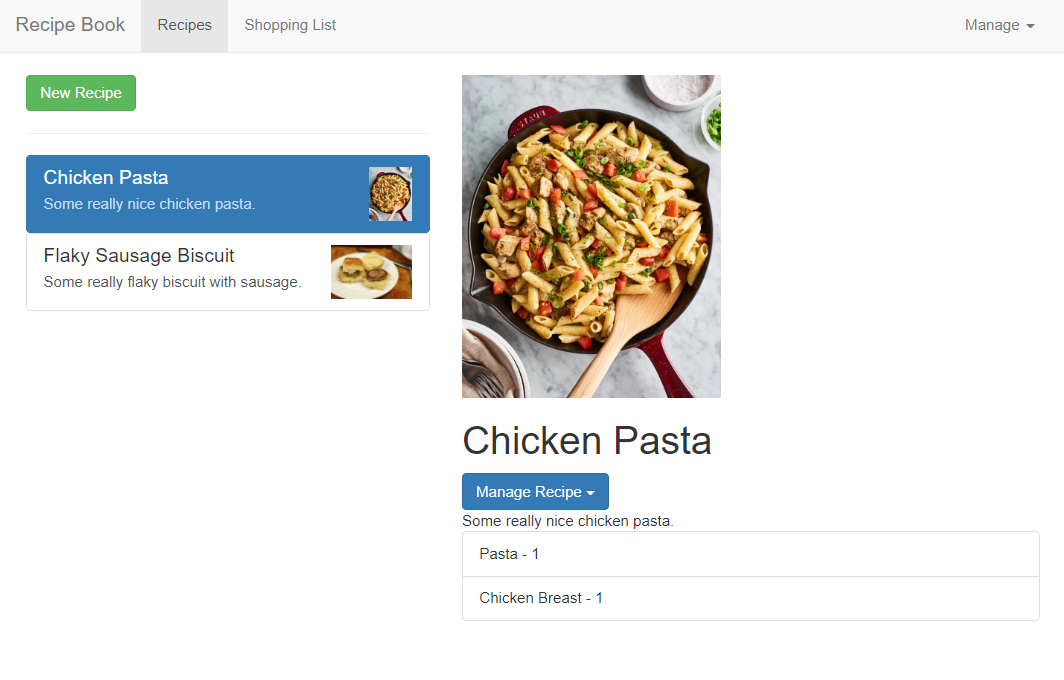 Recipe Book
Recipes
Shopping List
Manage
New Recipe
Chicken Pasta
Some really nice chicken pasta.
Flaky Sausage Biscuit
Some really flaky biscuit with sausage.
STAUB
Chicken Pasta
Manage Recipe
Some really nice chicken pasta.
Pasta - 1
Chicken Breast - 1